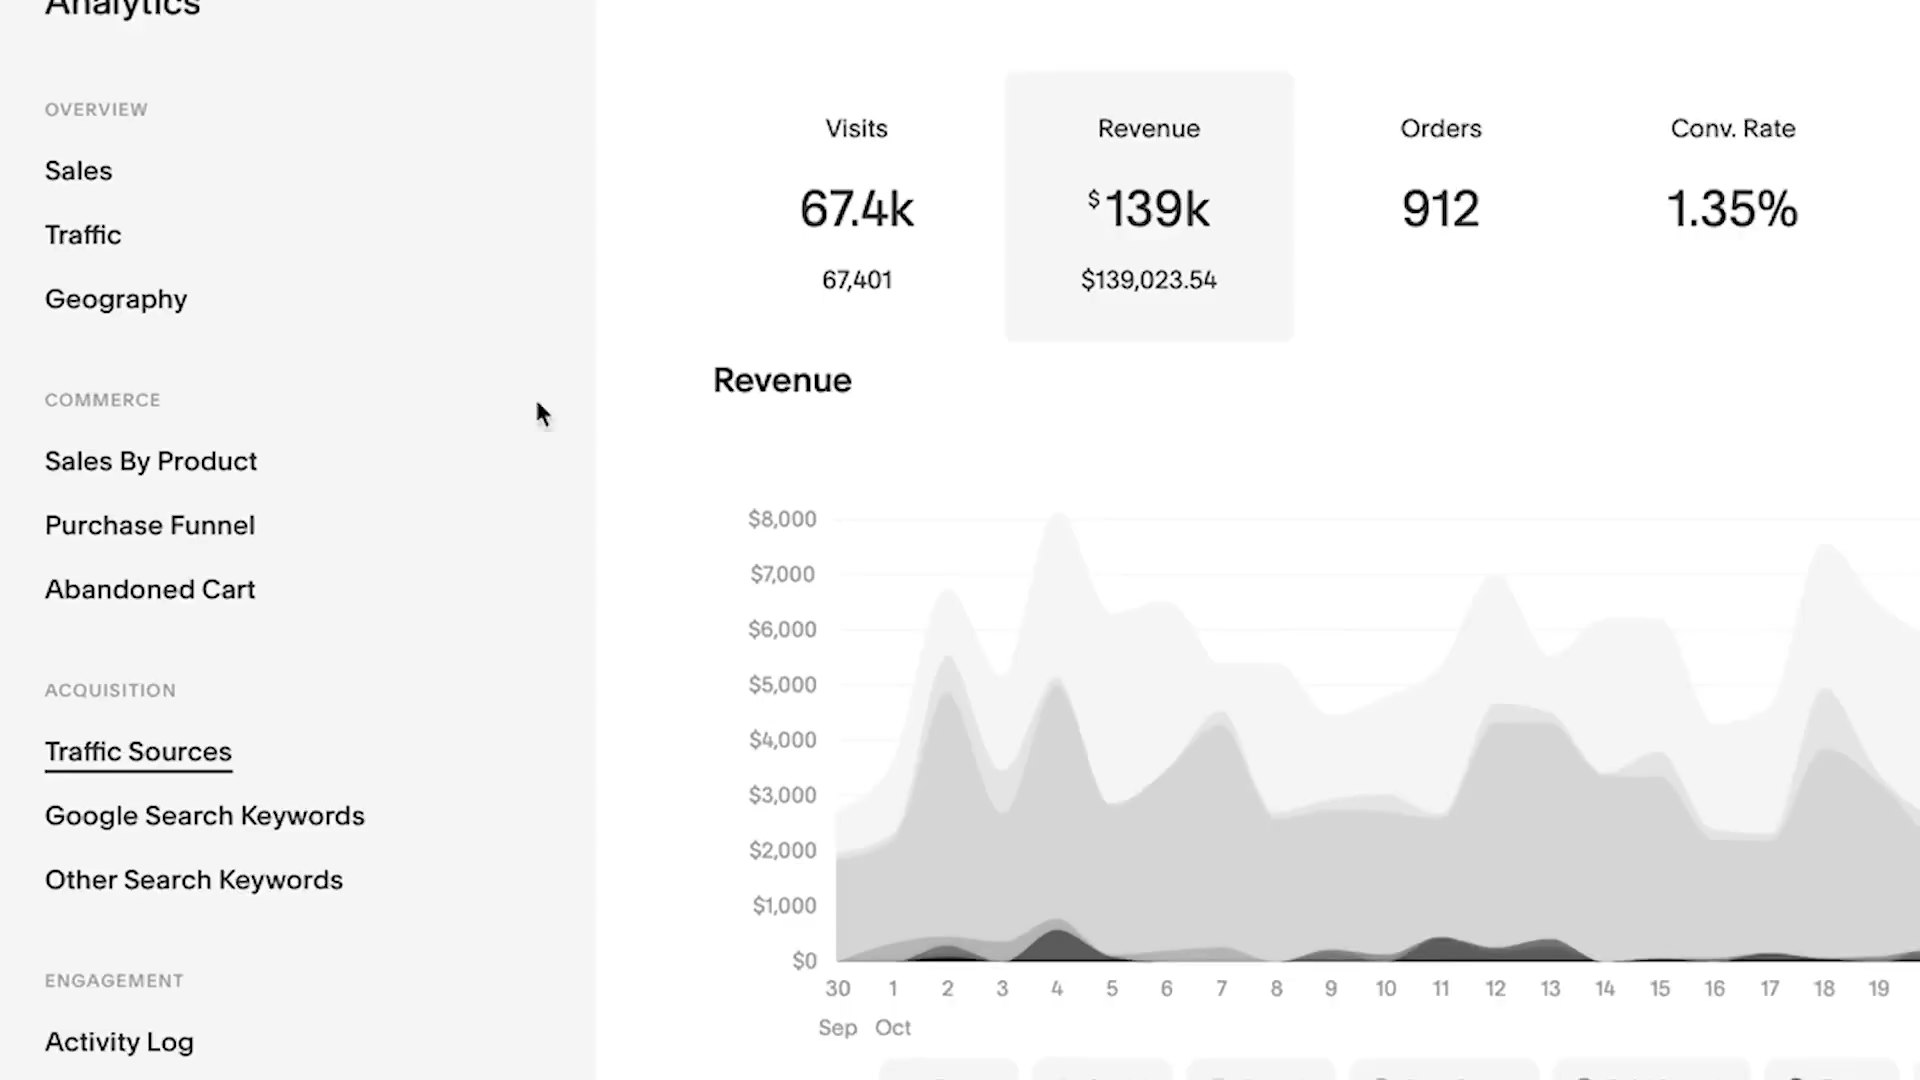 Analytics
OVERVIEW
Sales
Traffic
Geography
COMMERCE
Sales By Product
Purchase Funnel
Abandoned Cart
ACQUISITION
Traffic Sources
Google Search Keywords
Other Search Keywords
ENGAGEMENT
Activity Log
Visits
67.4k
67,401
Revenue
$139k
$139,023.54
Orders
912
Conv. Rate
1.35%
Revenue
$8,000
$7,000
$6,000
$5,000
$4,000
$3,000
$2,000
$1,000
$0
30 1 2 3 4 5 6 7 8 9 10 11 12 13 14 15 16 17 18 19
Sep Oct